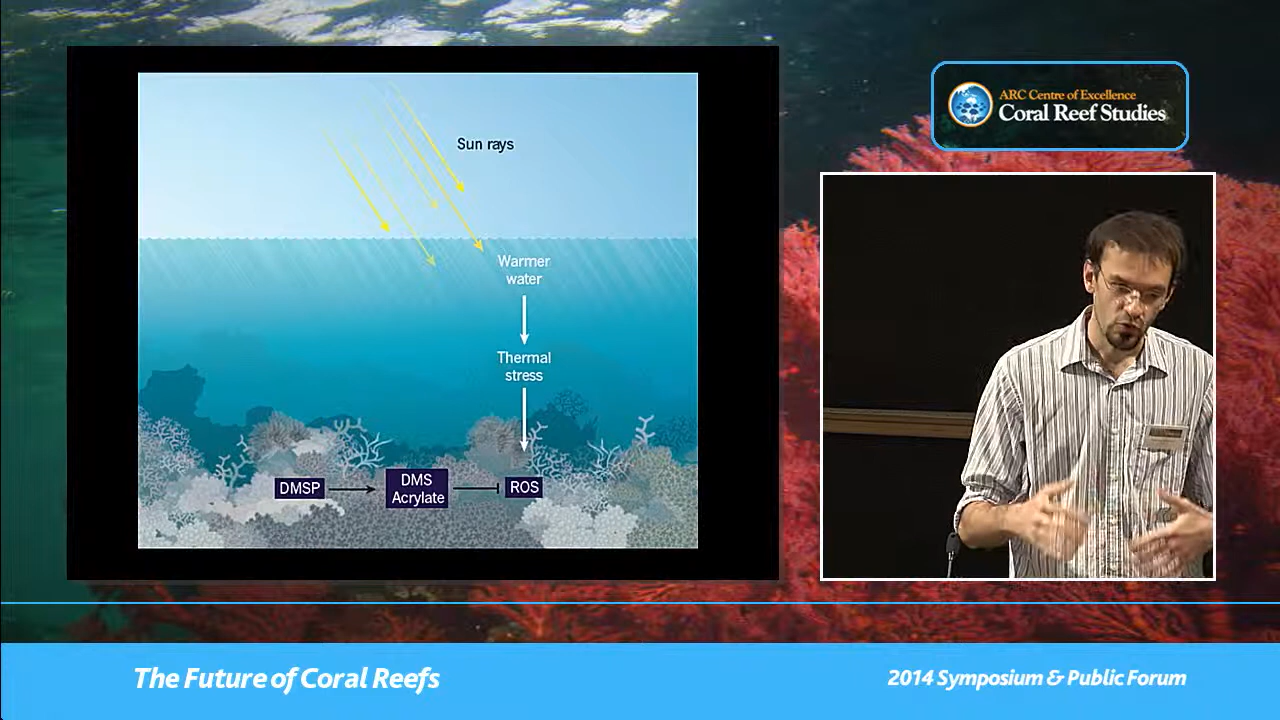 Sun rays
Warmer
water
Thermal
stress
DMSP
DMS
Acrylate
ROS
ARC Centre of Excellence
Coral Reef Studies
The Future of Coral Reefs
2014 Symposium & Public Forum